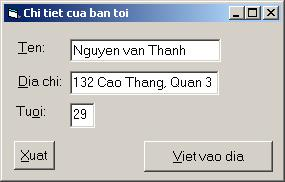 Chi tiet cua ban toi
Ten: Nguyen van Thanh
Dia chi: 132 Cao Thang, Quan 3
Tuoi: 29
Xuat Viet vao dia